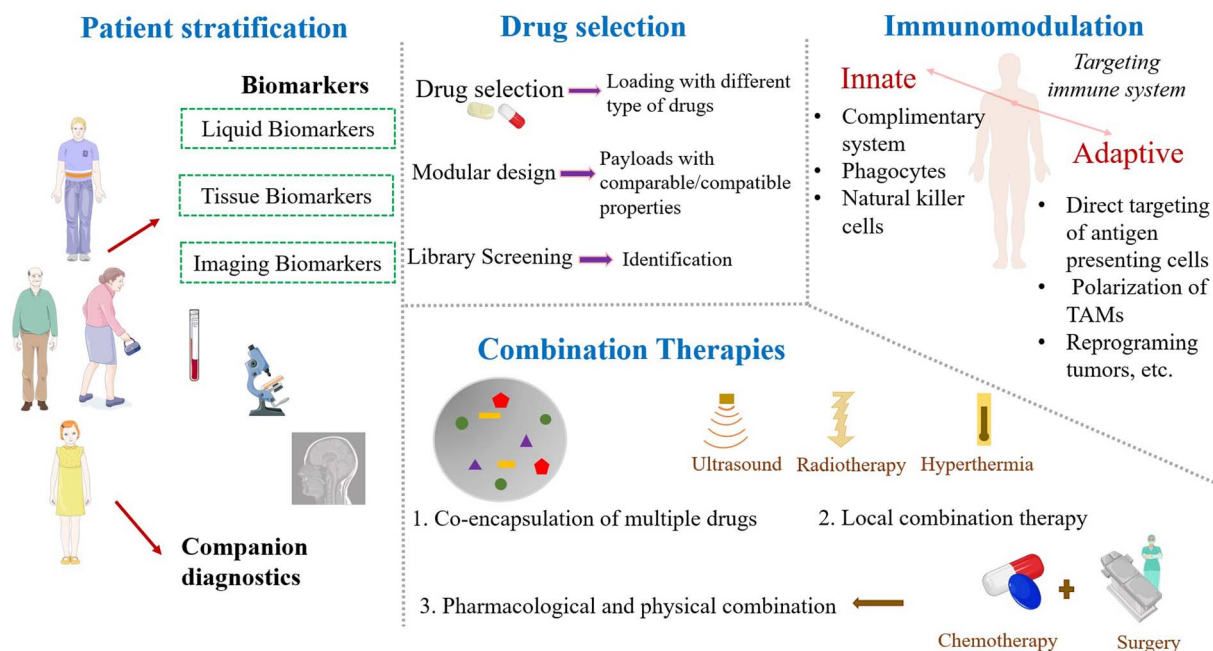 Patient stratification
Biomarkers
Liquid Biomarkers
Tissue Biomarkers
Imaging Biomarkers
Companion
diagnostics
Drug selection
Drug selection
Loading with different
type of drugs
Modular design
Payloads with
comparable/compatible
properties
Library Screening
Identification
Immunomodulation
Targeting
immune system
Innate
• Complimentary
system
• Phagocytes
• Natural killer
cells
Adaptive
• Direct targeting
of antigen
presenting cells
• Polarization of
TAMs
• Reprograming
tumors, etc.
Combination Therapies
Ultrasound
Radiotherapy
Hyperthermia
1. Co-encapsulation of multiple drugs
2. Local combination therapy
3. Pharmacological and physical combination
Chemotherapy
Surgery